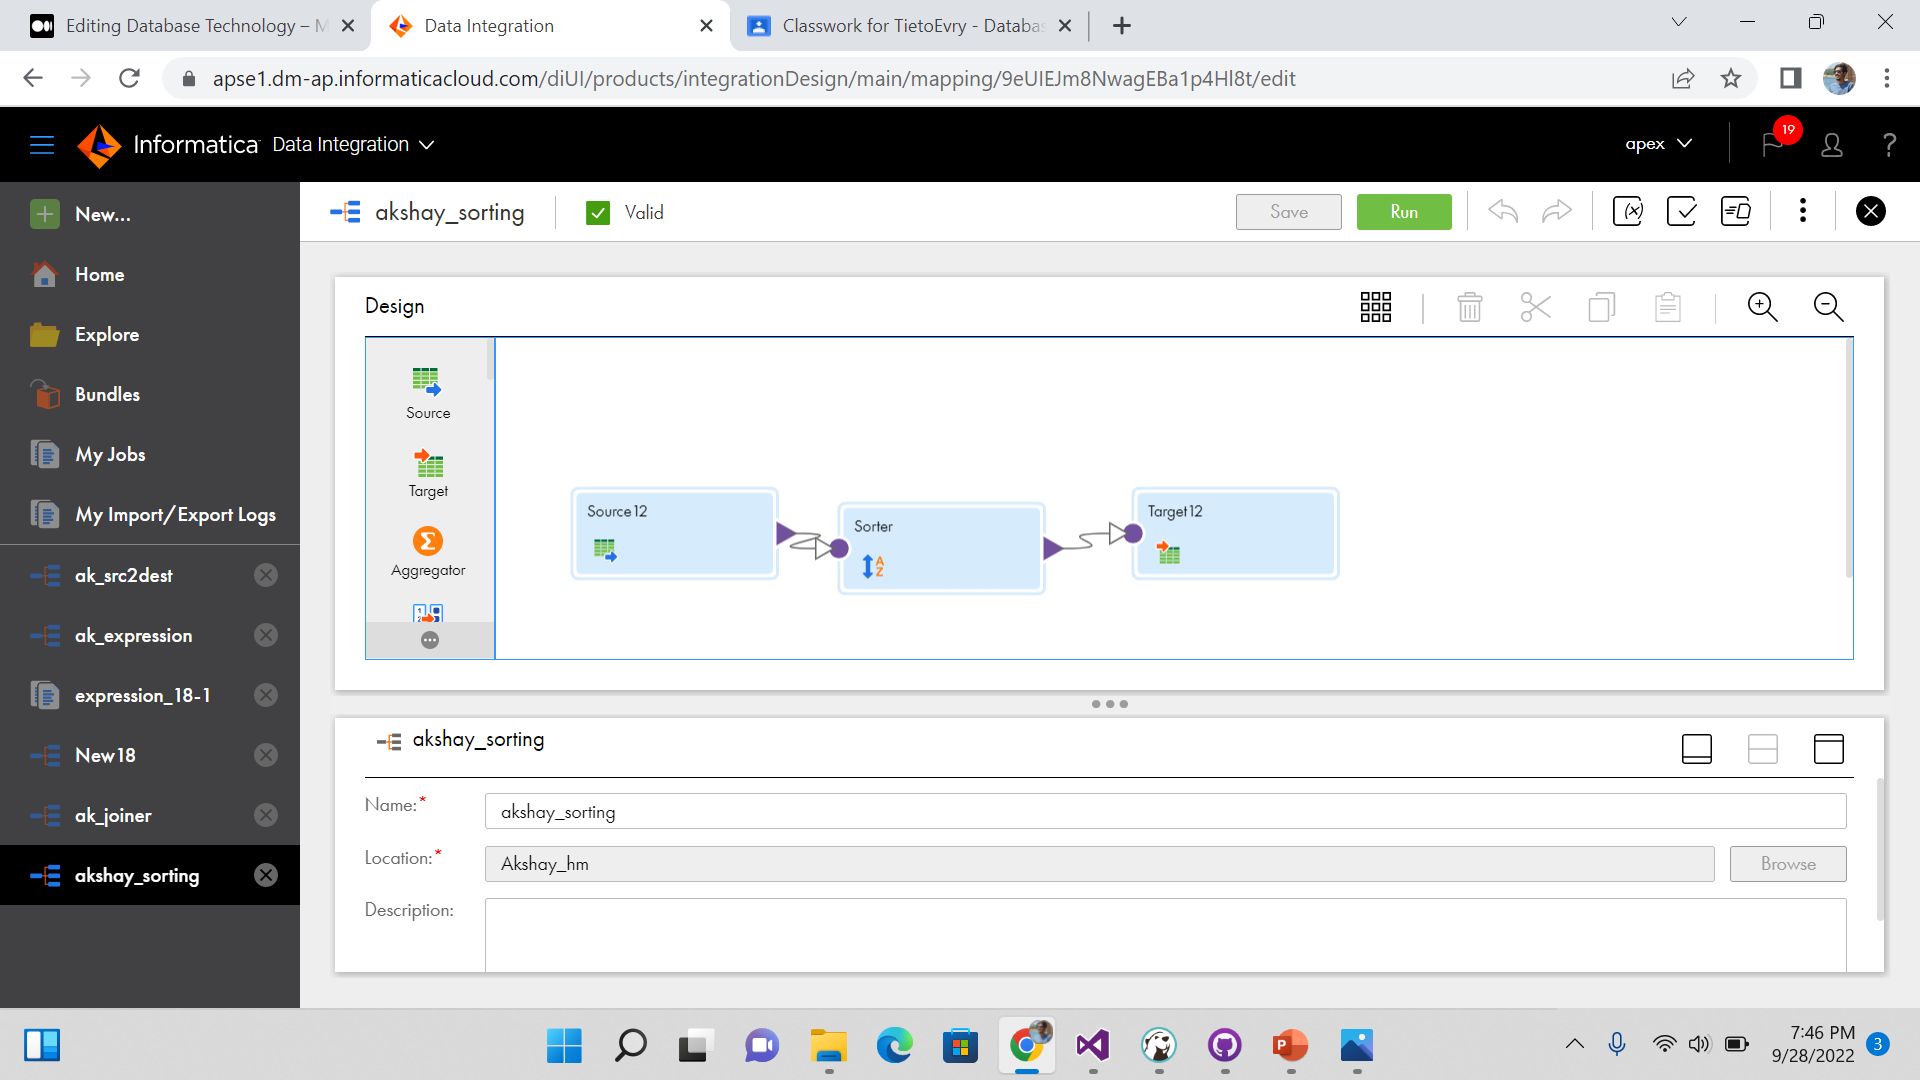 Editing Database Technology – M
Data Integration
Classwork for TietoEvry - Databas
apse1.dm-ap.informaticacloud.com/diUI/products/integrationDesign/main/mapping/9eUIEJm8NwagEBa1p4Hl8t/edit
Informatica Data Integration
apex
19
?
New...
Home
Explore
Bundles
My Jobs
My Import/Export Logs
ak_src2dest
ak_expression
expression_18-1
New18
ak_joiner
akshay_sorting
akshay_sorting
Valid
Save
Run
Design
Source
Target
Aggregator
Source12
Sorter
Target12
akshay_sorting
Name:*
akshay_sorting
Location:*
Akshay_hm
Browse
Description:
7:46 PM
9/28/2022
3